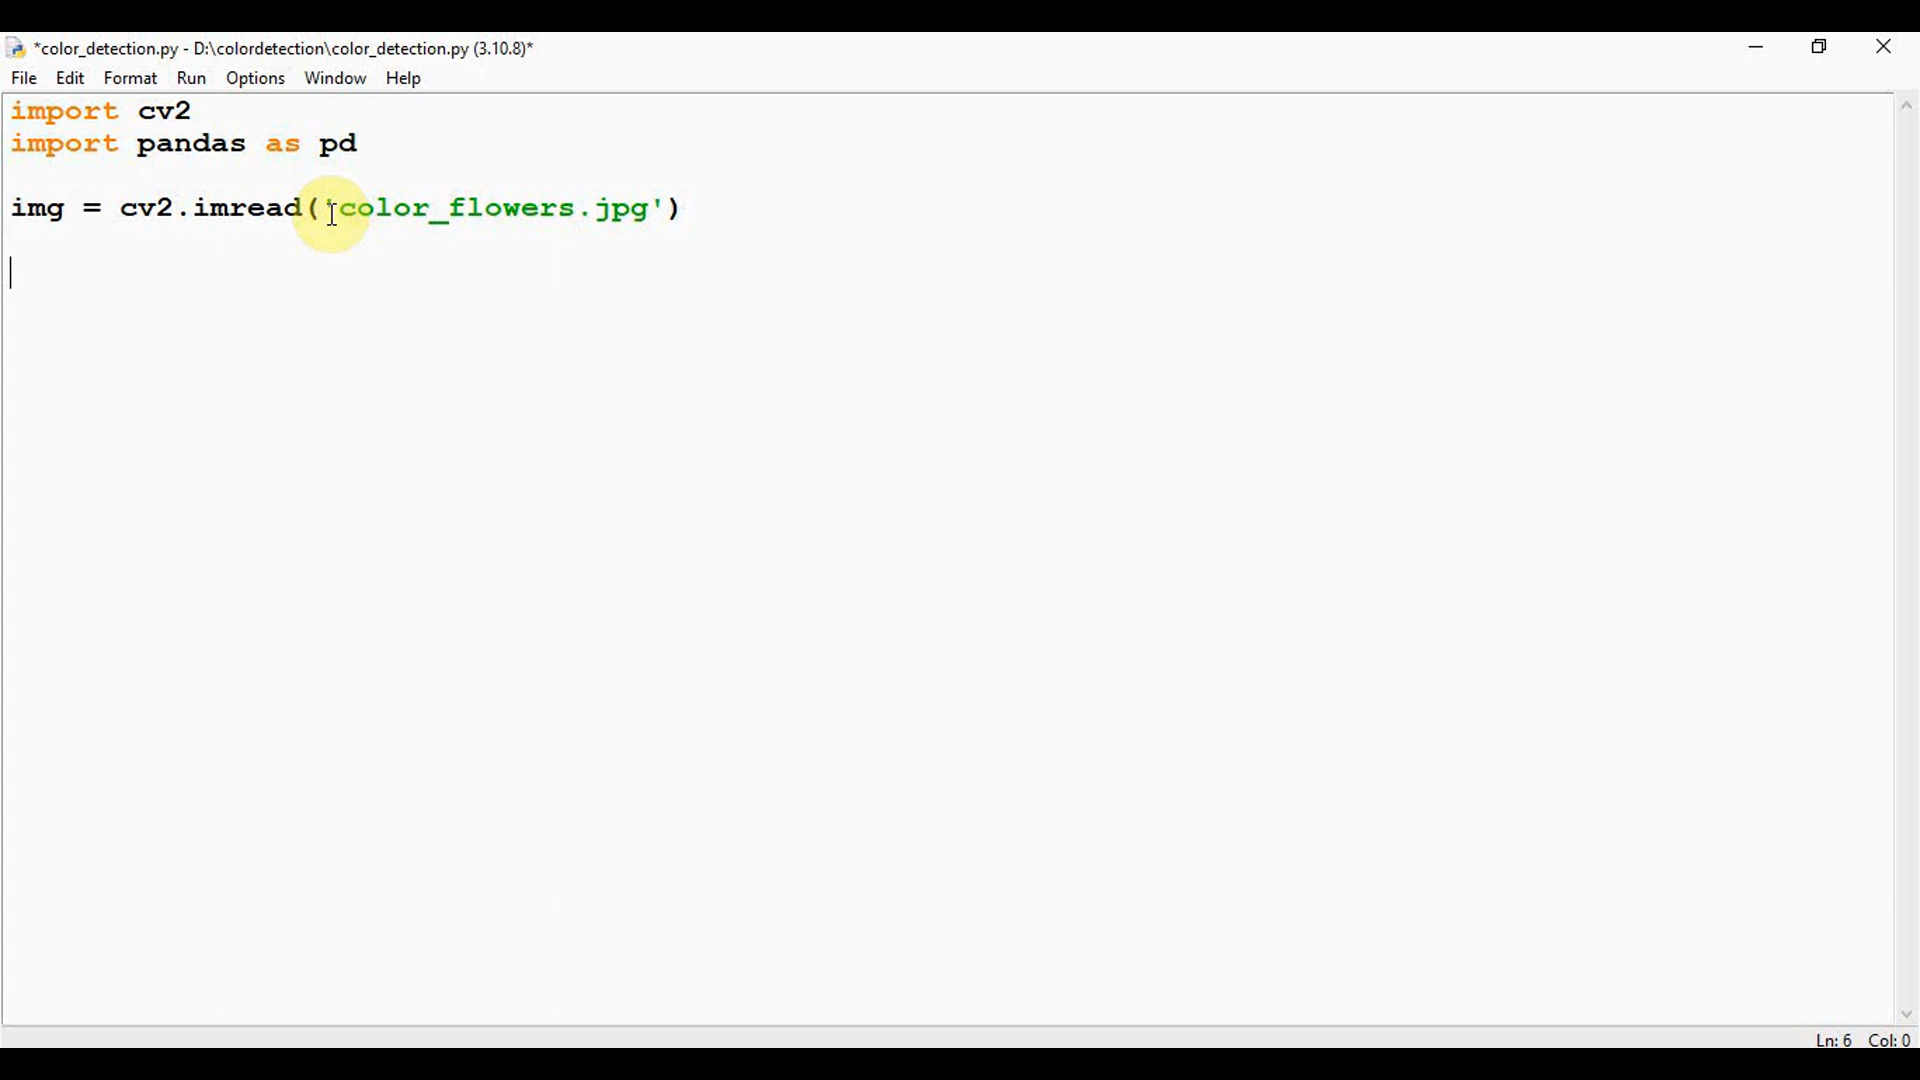 *color_detection.py - D:\colordetection\color_detection.py (3.10.8)*
File Edit Format Run Options Window Help
import cv2
import pandas as pd
img = cv2.imread('color_flowers.jpg')
Ln: 6 Col: 0